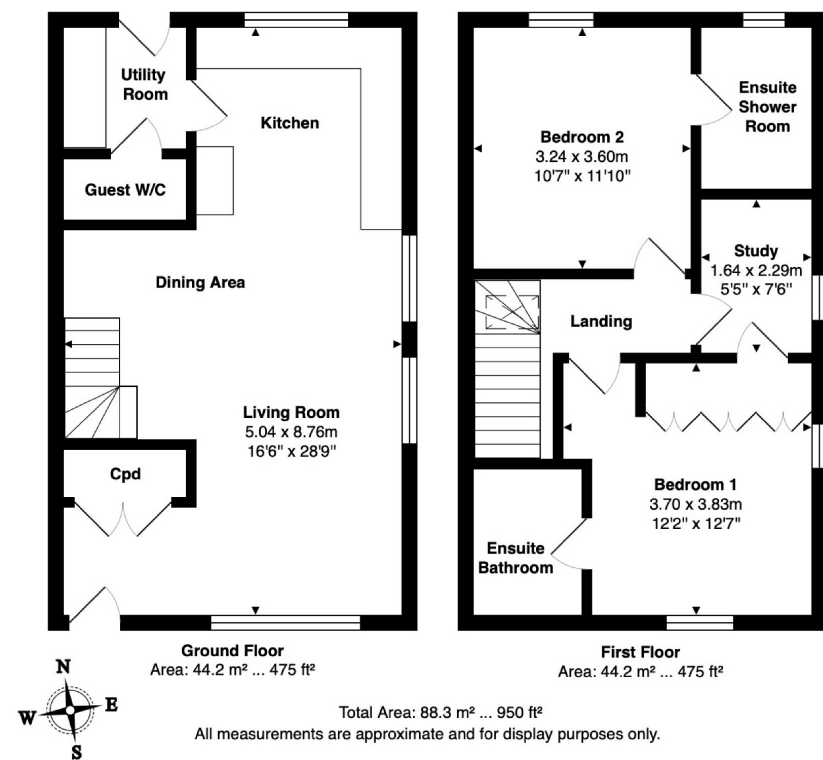 Utility
Room
Kitchen
Guest W/C
Dining Area
Living Room
5.04 x 8.76m
16'6" x 28'9"
Cpd
Ground Floor
Area: 44.2 m² ... 475 ft²
Bedroom 2
3.24 x 3.60m
10'7" x 11'10"
Ensuite
Shower
Room
Study
1.64 x 2.29m
5'5" x 7'6"
Landing
Bedroom 1
3.70 x 3.83m
12'2" x 12'7"
Ensuite
Bathroom
First Floor
Area: 44.2 m² ... 475 ft²
N
W
E
S
Total Area: 88.3 m² ... 950 ft²
All measurements are approximate and for display purposes only.